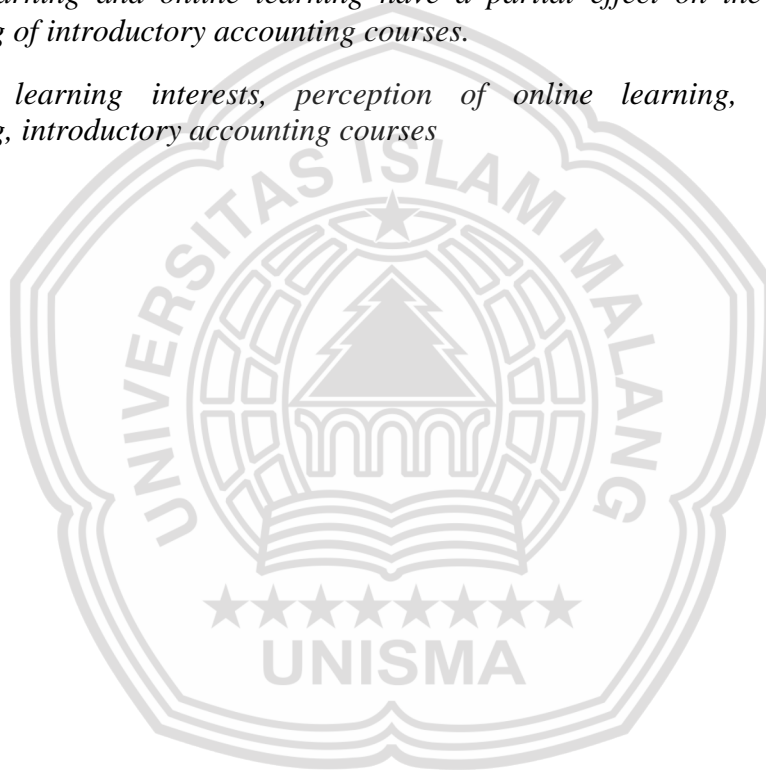 arning and online learning have a partial effect on the
g of introductory accounting courses.
learning interests, perception of online learning,
g, introductory accounting courses
UNIVERSITAS ISLAM MALANG
UNISMA